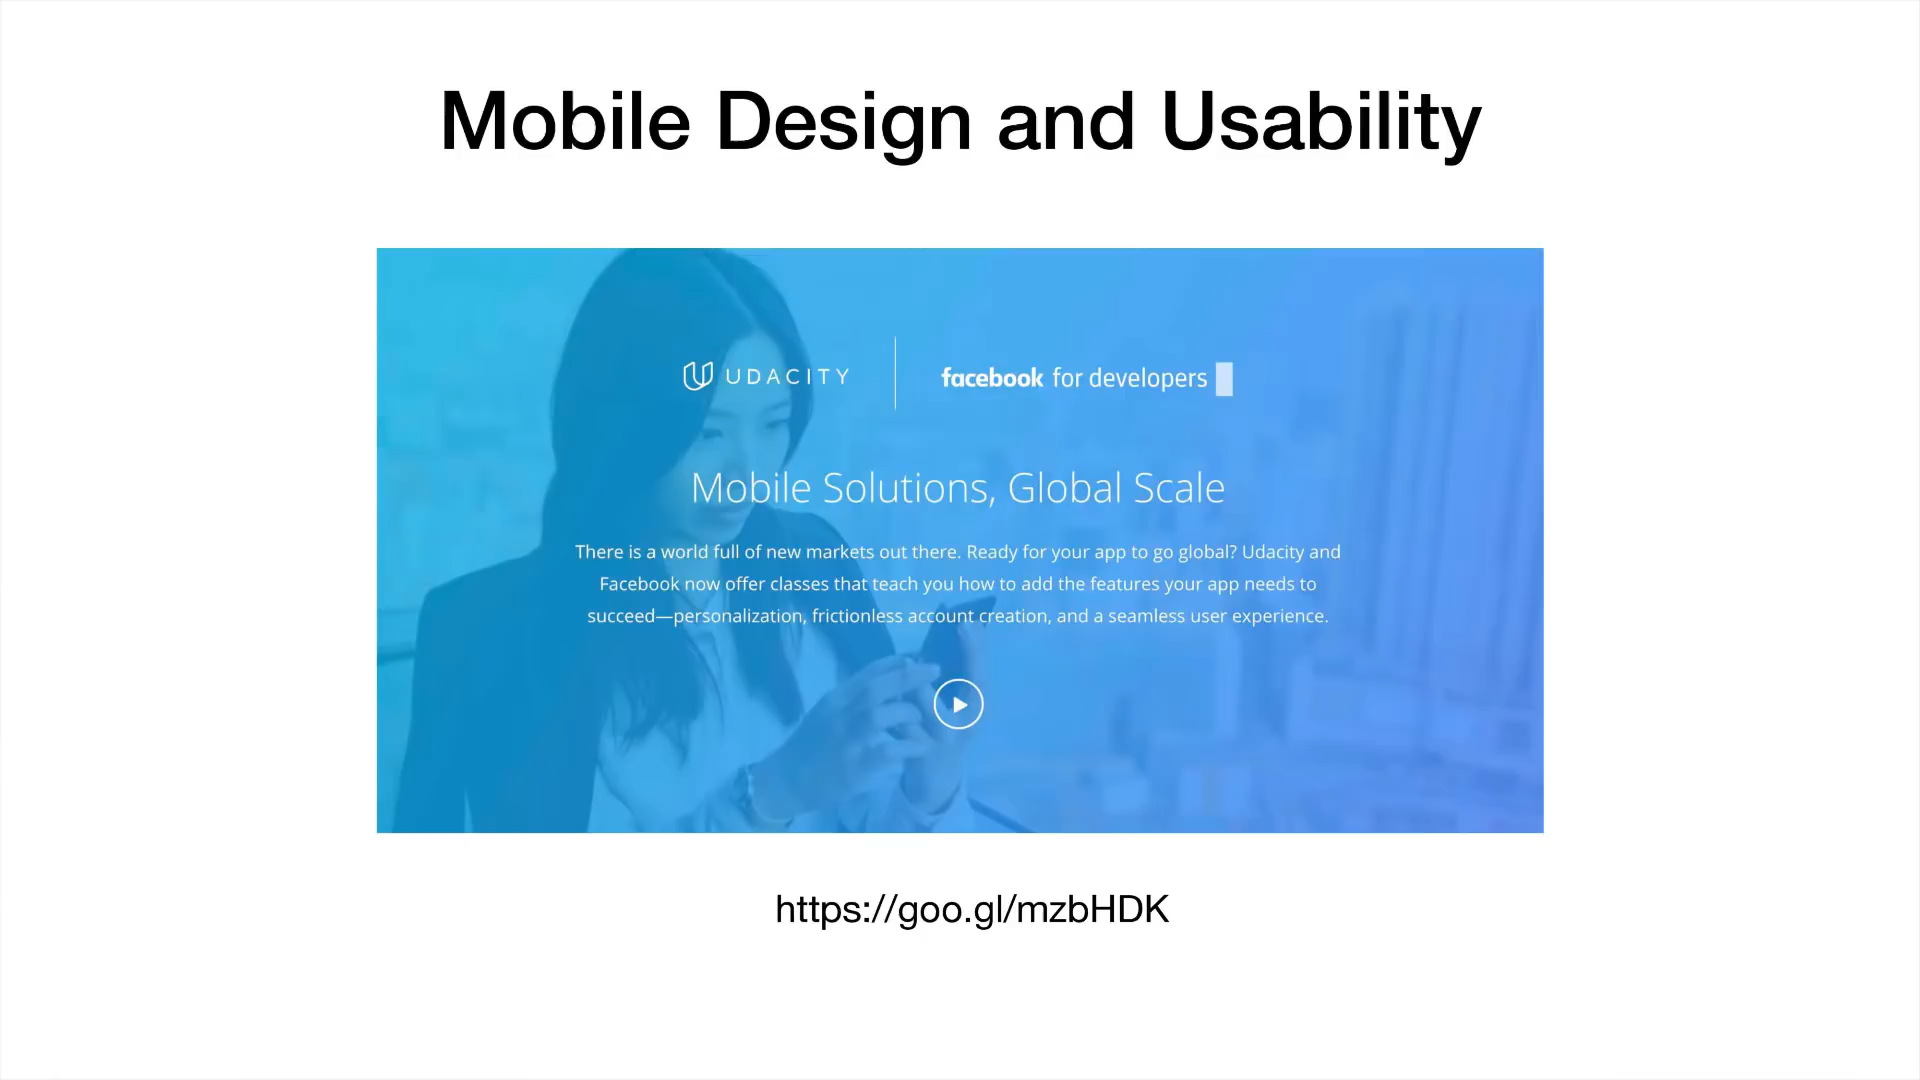 Mobile Design and Usability
UDACITY
facebook for developers
Mobile Solutions, Global Scale
There is a world full of new markets out there. Ready for your app to go global? Udacity and
Facebook now offer classes that teach you how to add the features your app needs to
succeed—personalization, frictionless account creation, and a seamless user experience.
https://goo.gl/mzbHDK